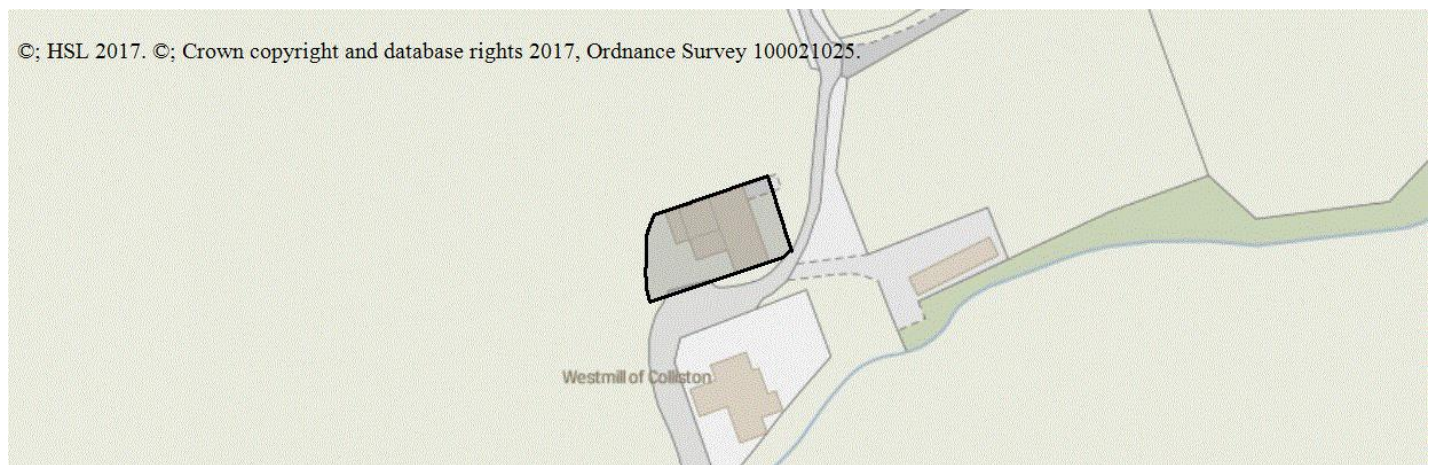 ©; HSL 2017. ©; Crown copyright and database rights 2017, Ordnance Survey 100021025.
Westmill of Colliston